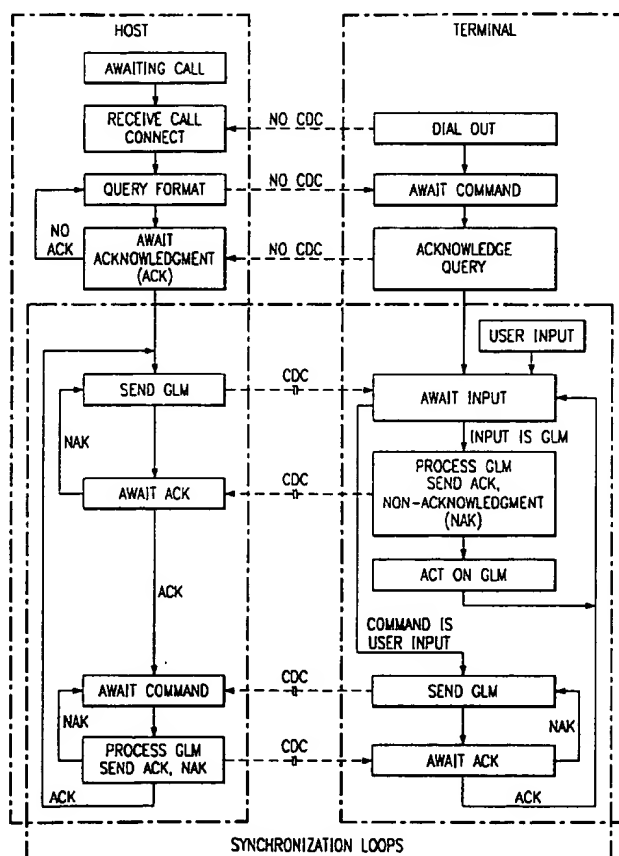 HOST
TERMINAL
AWAITING CALL
RECEIVE CALL
CONNECT
NO CDC
DIAL OUT
QUERY FORMAT
NO CDC
AWAIT COMMAND
NO
ACK
AWAIT
ACKNOWLEDGMENT
(ACK)
NO CDC
ACKNOWLEDGE
QUERY
USER INPUT
SEND GLM
CDC
AWAIT INPUT
NAK
INPUT IS GLM
AWAIT ACK
CDC
PROCESS GLM
SEND ACK,
NON-ACKNOWLEDGMENT
(NAK)
ACT ON GLM
ACK
COMMAND IS
USER INPUT
AWAIT COMMAND
CDC
SEND GLM
NAK
NAK
PROCESS GLM
SEND ACK, NAK
CDC
AWAIT ACK
ACK
ACK
SYNCHRONIZATION LOOPS